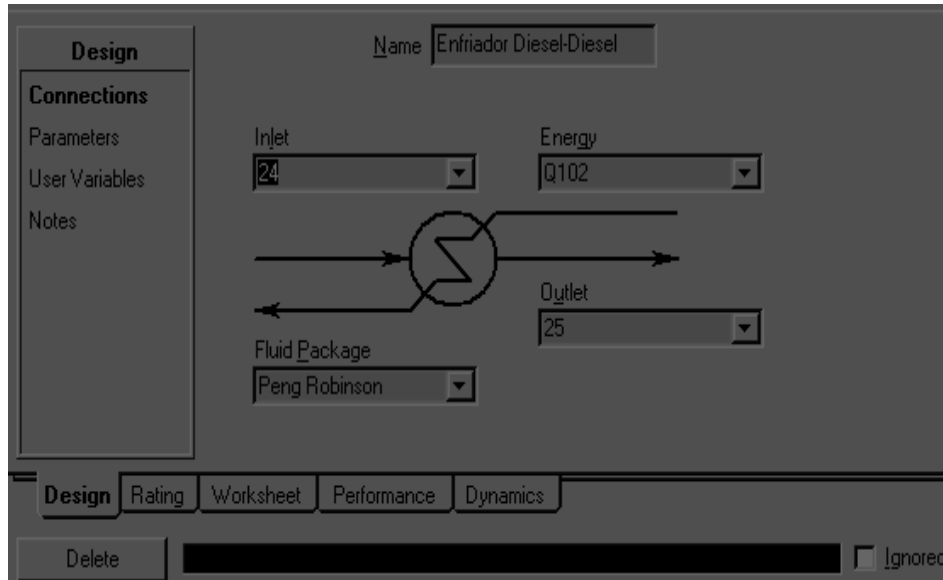 Design
Name Enfriador Diesel-Diesel
Connections
Parameters
User Variables
Notes
Inlet
24
Energy
Q102
Outlet
25
Fluid Package
Peng Robinson
Design Rating Worksheet Performance Dynamics
Delete
Ignored